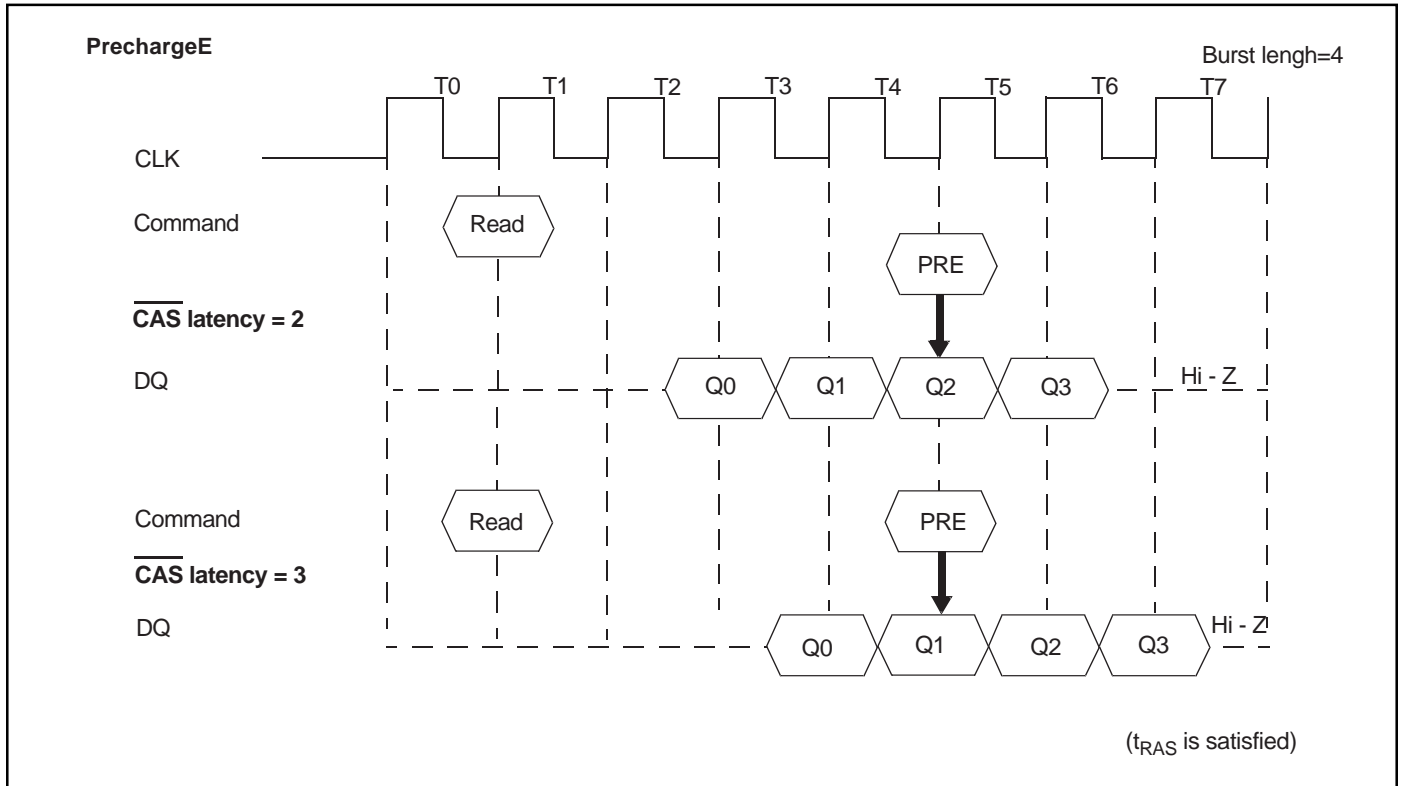 PrechargeE
Burst lengh=4
T0 T1 T2 T3 T4 T5 T6 T7
CLK
Command
Read
PRE
CAS latency = 2
DQ
Q0 Q1 Q2 Q3
Hi - Z
Command
Read
PRE
CAS latency = 3
DQ
Q0 Q1 Q2 Q3
Hi - Z
(tRAS is satisfied)